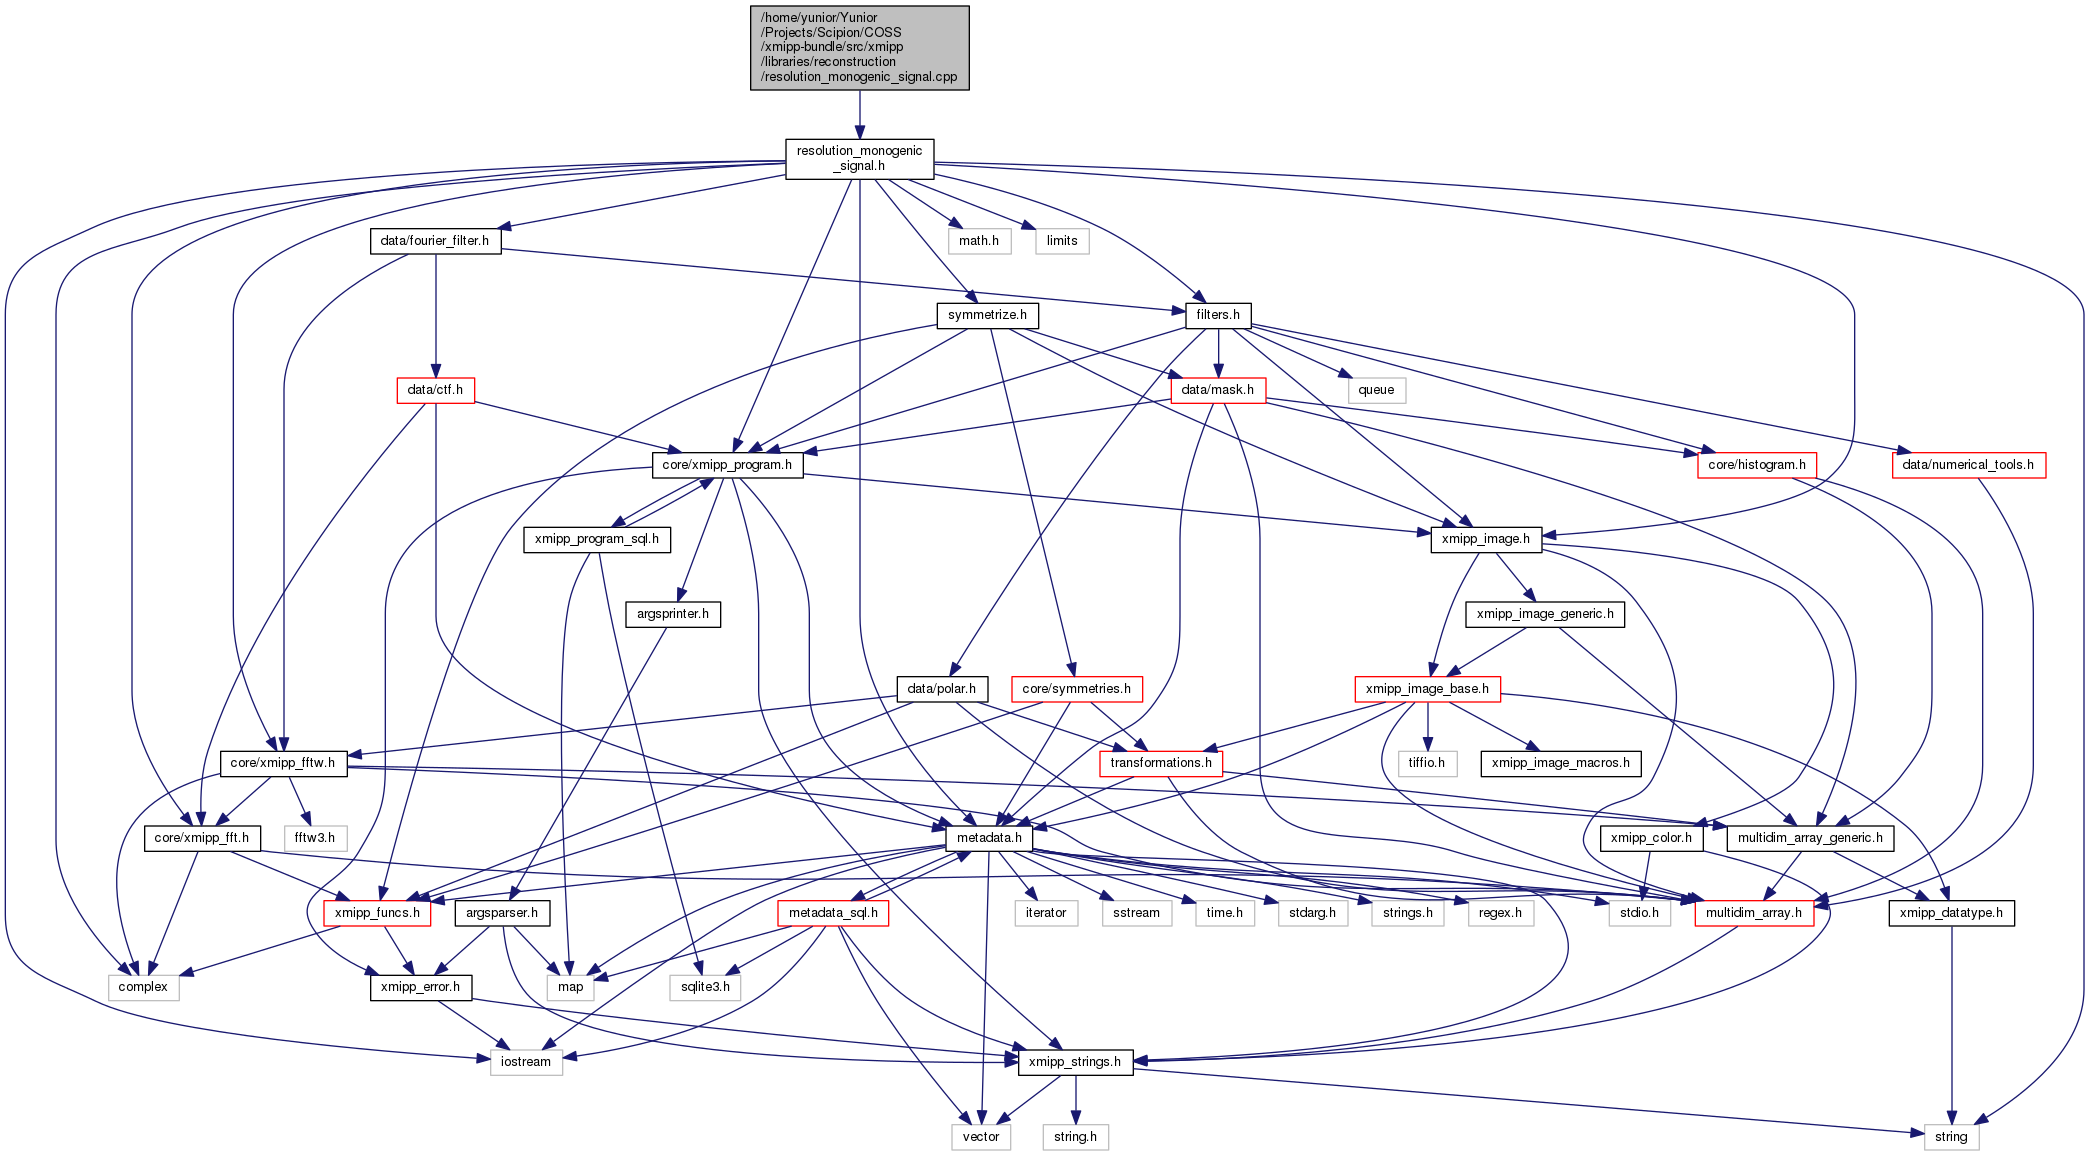 /home/yunior/Yunior
/Projects/Scipion/COSS
/xmipp-bundle/src/xmipp
/libraries/reconstruction
/resolution_monogenic_signal.cpp
resolution_monogenic
_signal.h
data/fourier_filter.h
math.h
limits
symmetrize.h
filters.h
data/ctf.h
data/mask.h
queue
core/xmipp_program.h
core/histogram.h
data/numerical_tools.h
xmipp_program_sql.h
xmipp_image.h
argsprinter.h
xmipp_image_generic.h
data/polar.h
core/symmetries.h
xmipp_image_base.h
core/xmipp_fftw.h
transformations.h
tiffio.h
xmipp_image_macros.h
core/xmipp_fft.h
fftw3.h
metadata.h
xmipp_color.h
multidim_array_generic.h
xmipp_funcs.h
argsparser.h
metadata_sql.h
iterator
sstream
time.h
stdarg.h
strings.h
regex.h
stdio.h
multidim_array.h
xmipp_datatype.h
complex
xmipp_error.h
map
sqlite3.h
iostream
xmipp_strings.h
vector
string.h
string